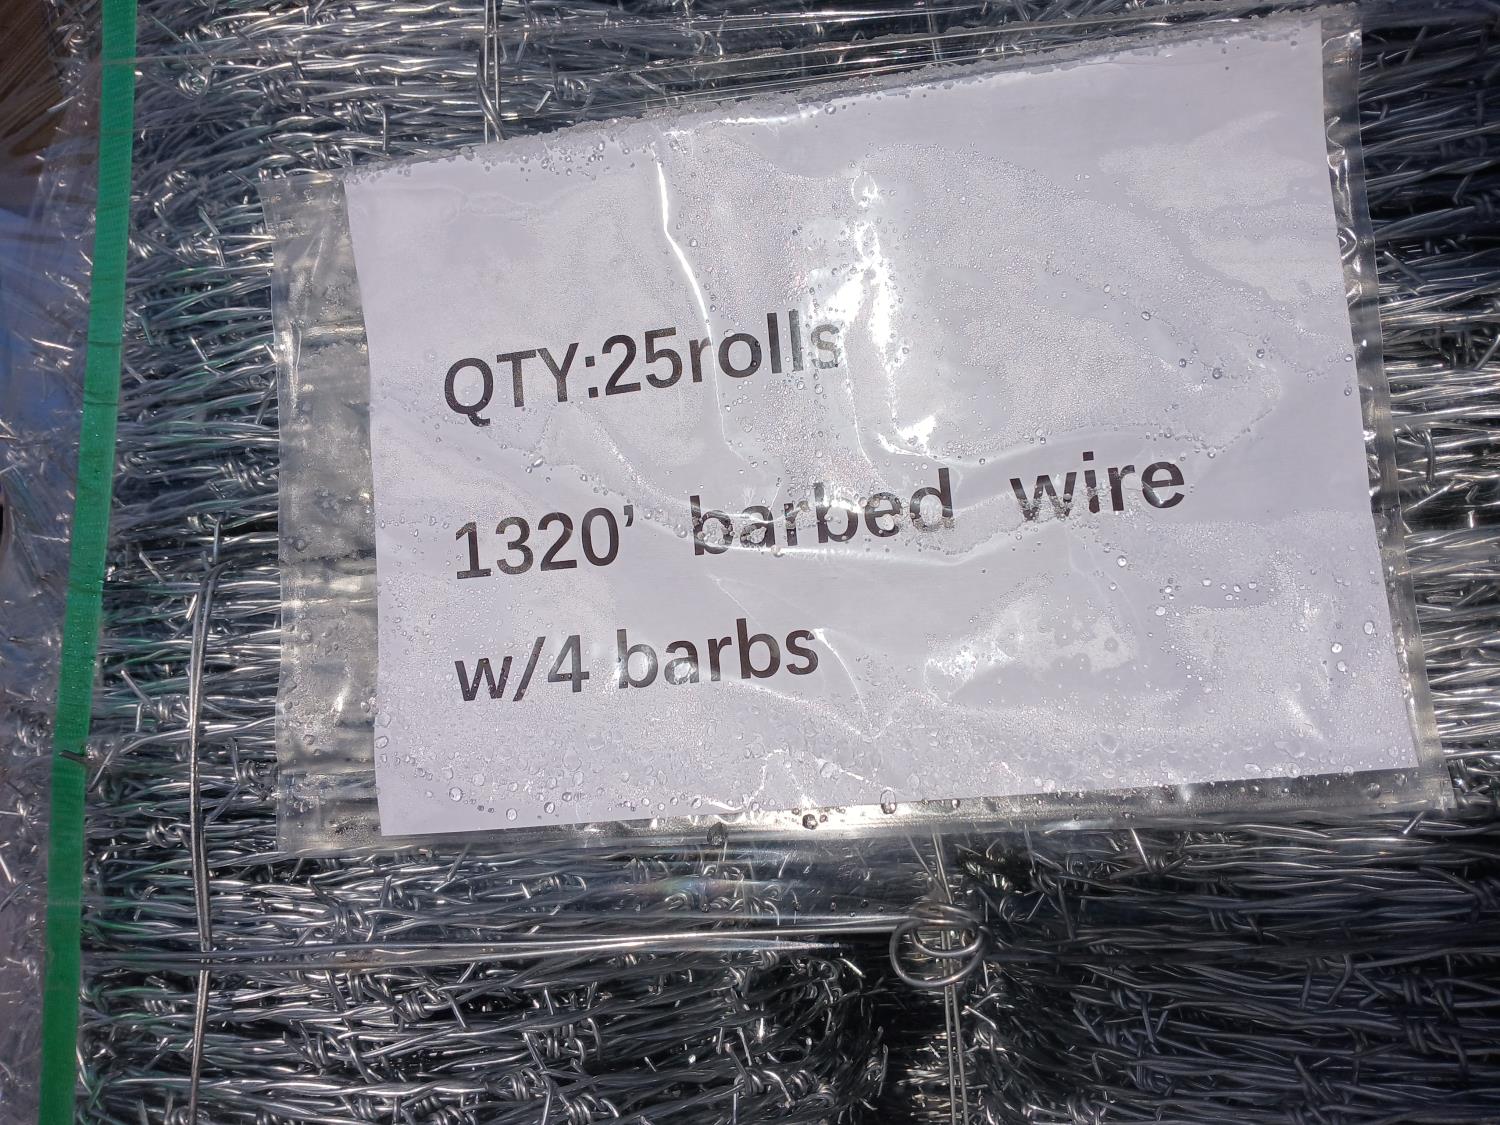 QTY:25rolls
1320’ barbed wire
w/4 barbs